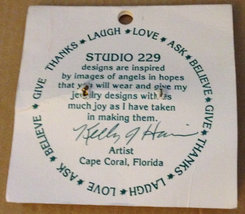 GIVE ★ THANKS ★ LAUGH ★ LOVE ★ ASK ★ BELIEVE ★ GIVE ★ THANKS ★ LAUGH ★ LOVE ★ ASK ★ BELIEVE ★
STUDIO 229
designs are inspired
by images of angels in hopes
that you will wear and give my
jewelry designs with as
much joy as I have taken
in making them.
Kelly J
Artist
Cape Coral, Florida